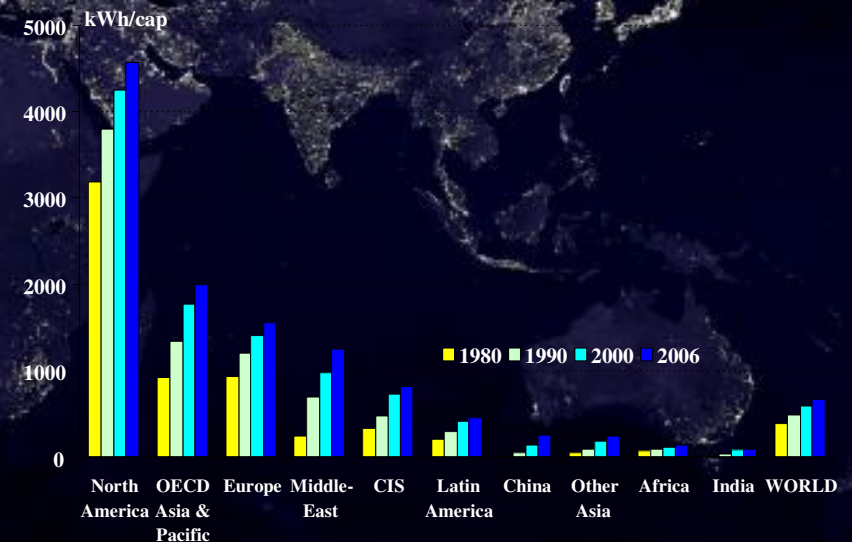 kWh/cap
5000
4000
3000
2000
1000
0
1980 1990 2000 2006
North America
OECD Asia & Pacific
Europe
Middle-East
CIS
Latin America
China
Other Asia
Africa
India
WORLD